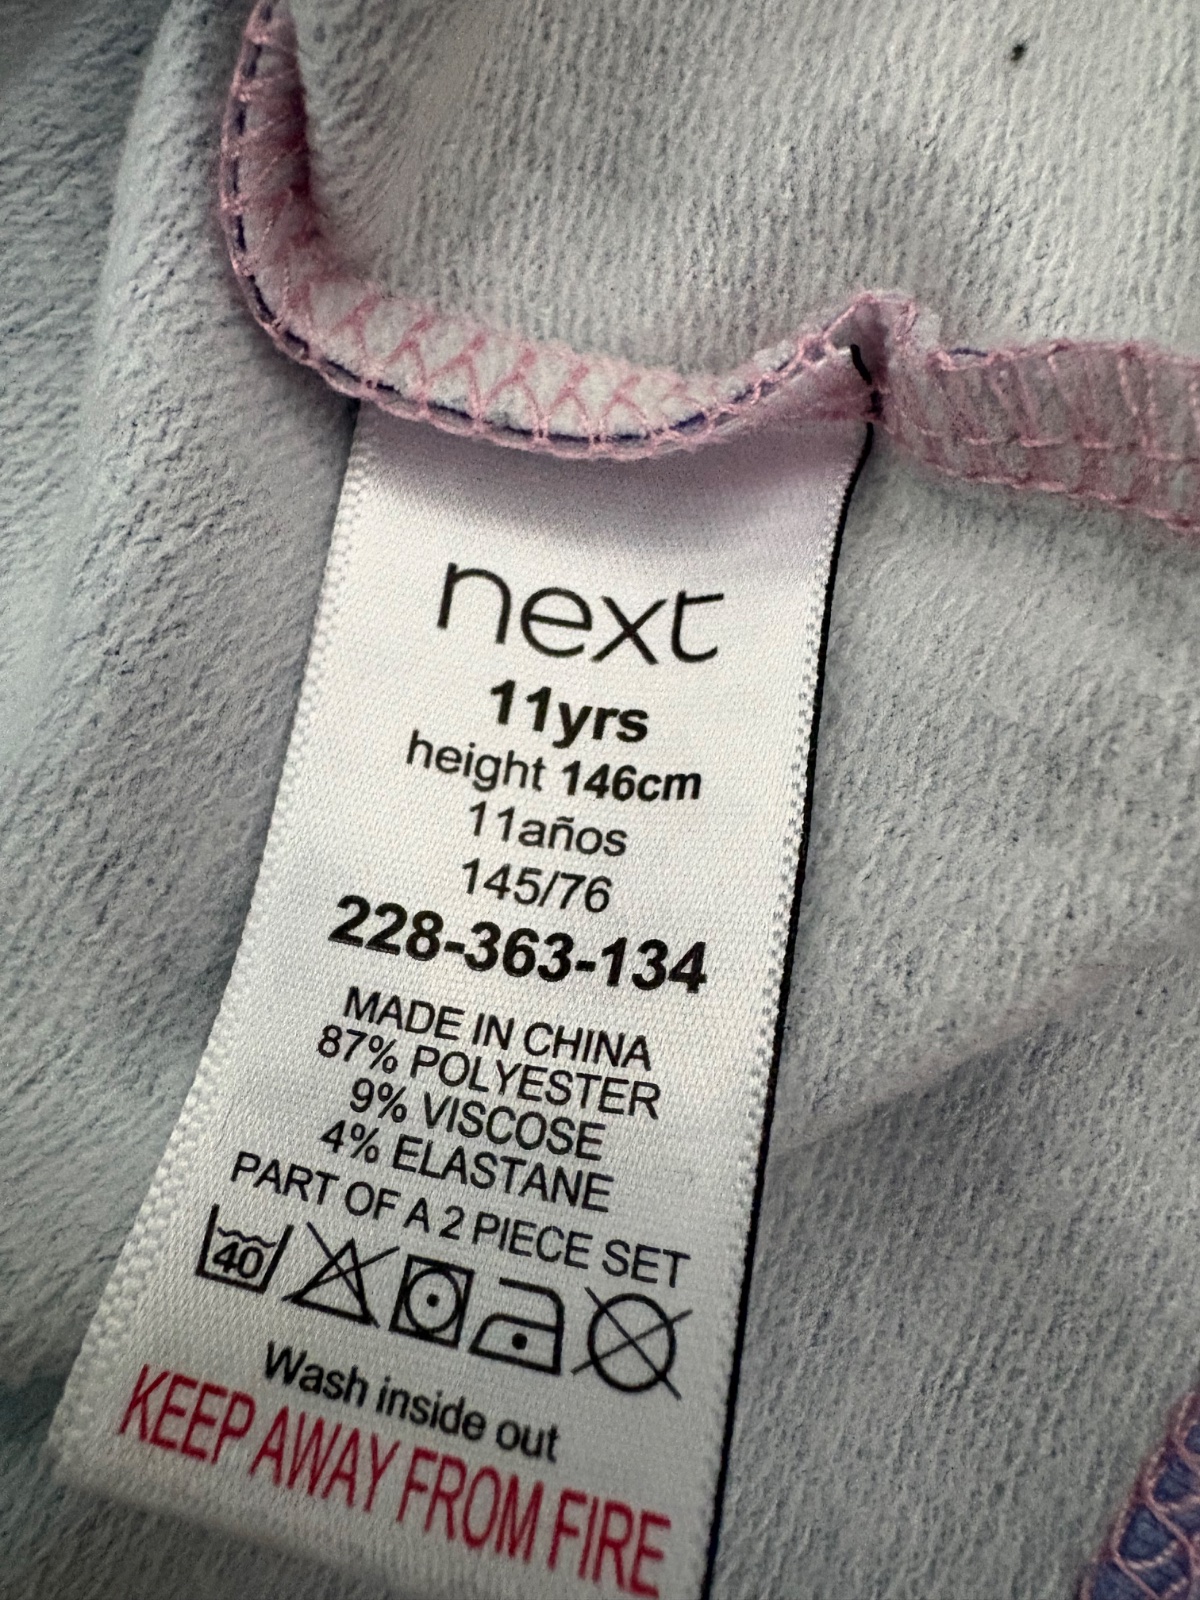 next
11yrs
height 146cm
11años
145/76
228-363-134
MADE IN CHINA
87% POLYESTER
9% VISCOSE
4% ELASTANE
PART OF A 2 PIECE SET
40
Wash inside out
KEEP AWAY FROM FIRE